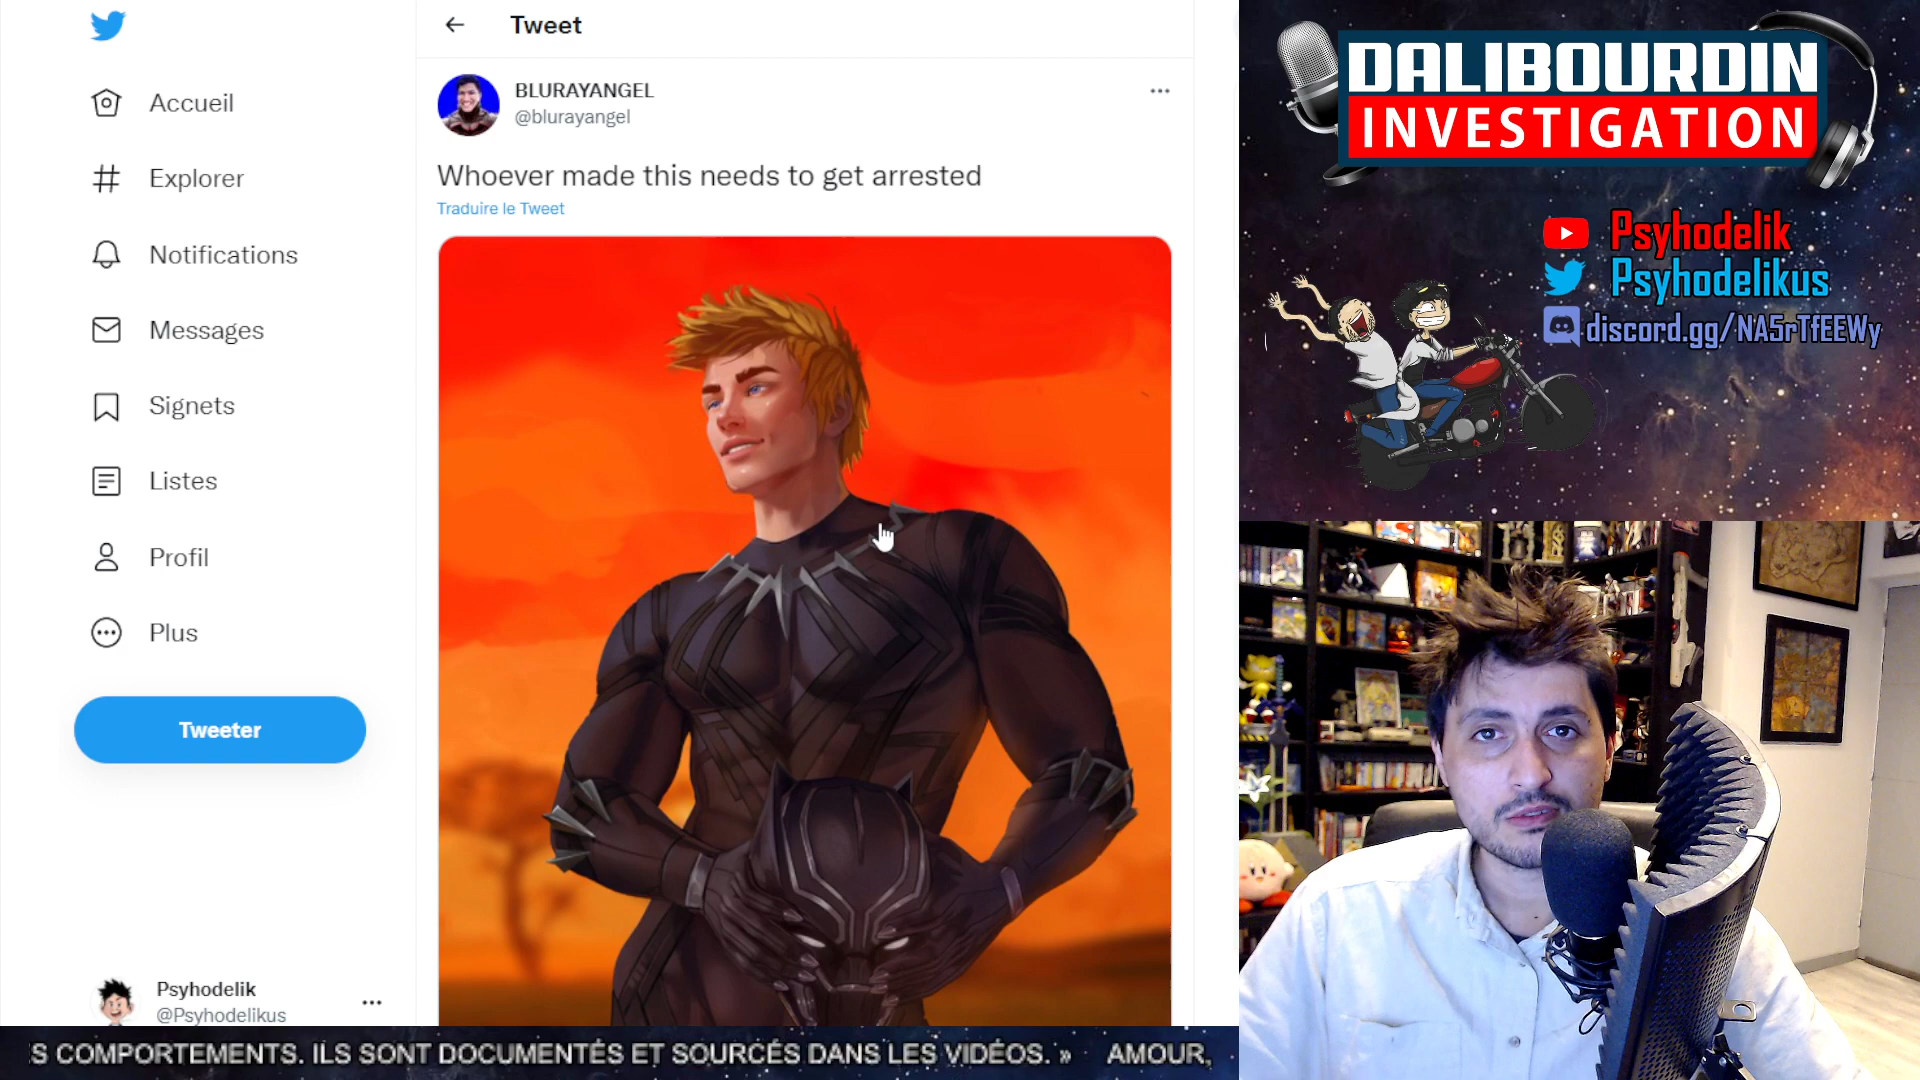 Tweet
BLURAYANGEL
@blurayangel
Whoever made this needs to get arrested
Traduire le Tweet
Accueil
Explorer
Notifications
Messages
Signets
Listes
Profil
Plus
Tweeter
Psyhodelik
@Psyhodelikus
DALIBOURDIN
INVESTIGATION
Psyhodelik
Psyhodelikus
discord.gg/NA5rTfEEWy
S COMPORTEMENTS. ILS SONT DOCUMENTÉS ET SOURCÉS DANS LES VIDÉOS. » AMOUR,